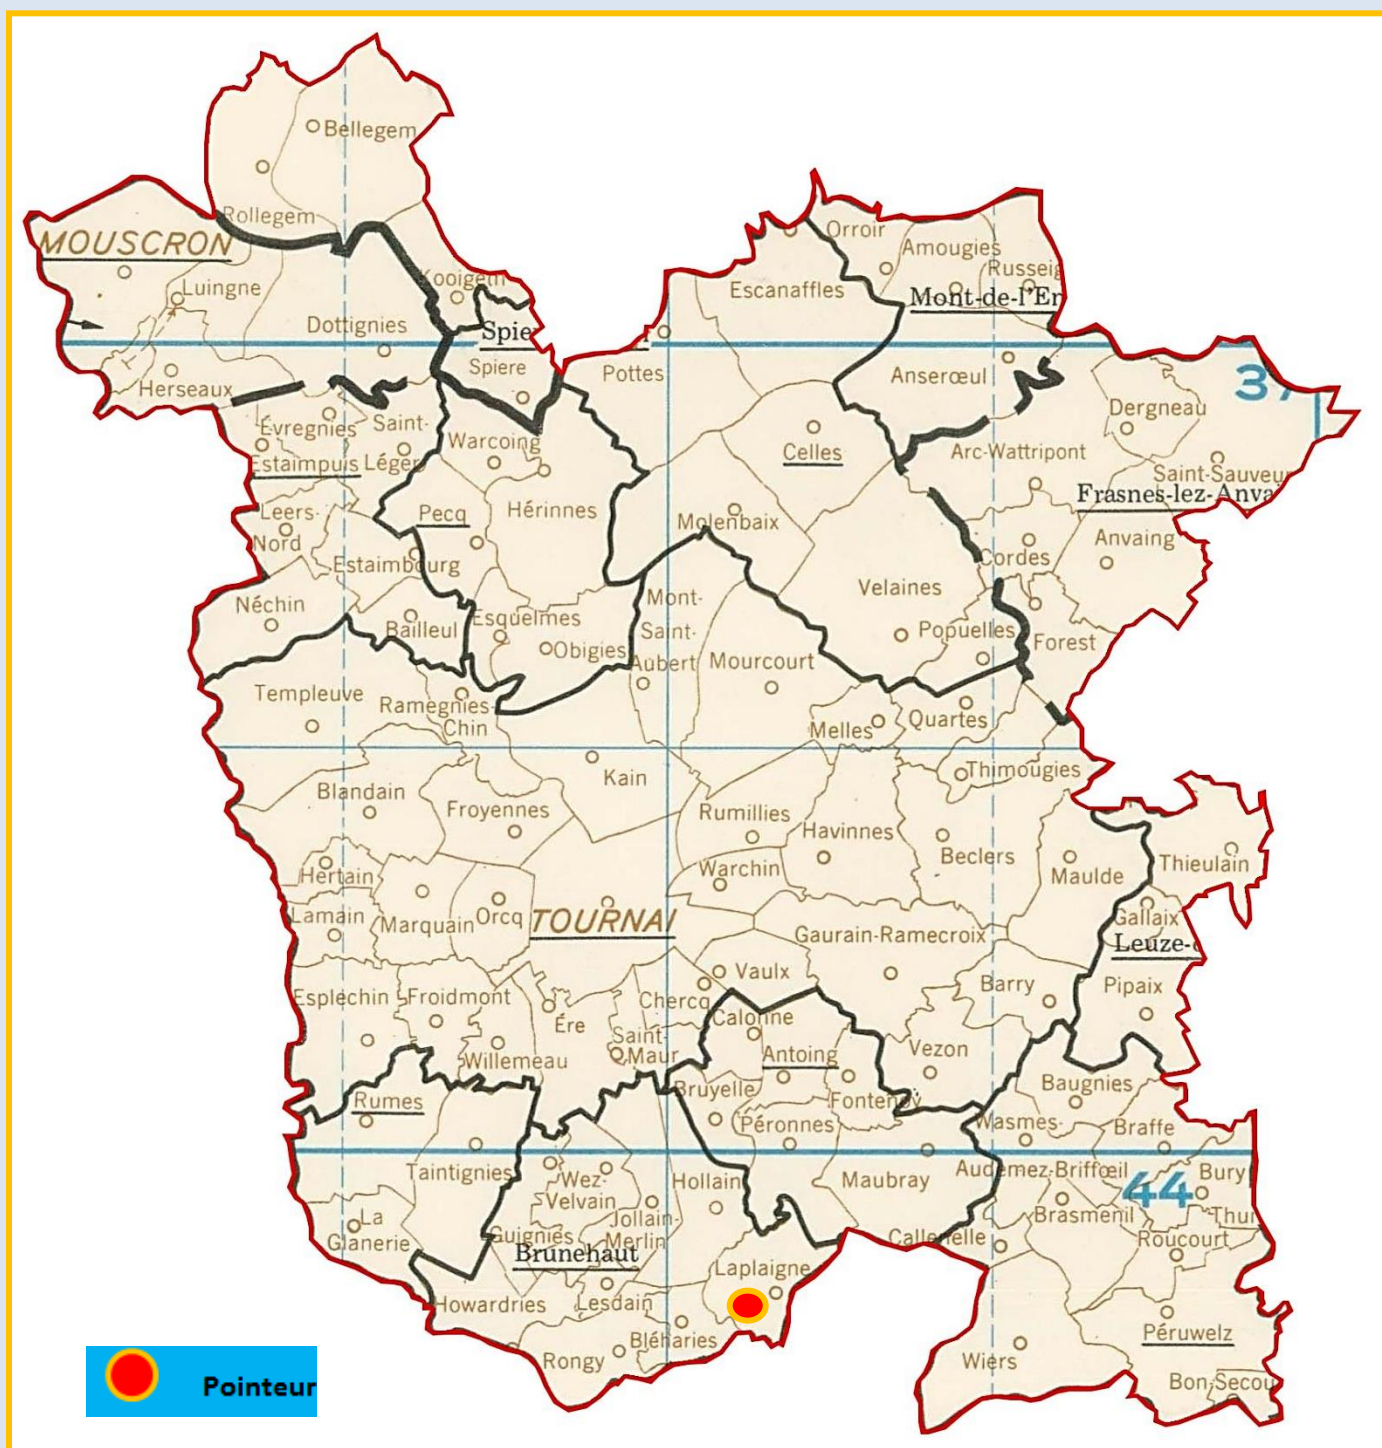 Bellegem
Rollegem
MOUSCRON
Luingne
Kooigem
Orroir
Amougies
Russeig
Escanaffles
Mont-de-l'Er
Dottignies
Spie
Herseaux
Spiere
Pottes
Anserœul
37
Dergneau
Évregnies
Saint-
Léger
Estaimpuis
Warcoing
Celles
Arc-Wattripont
Saint-Sauveur
Frasnes-lez-Anva
Leers-
Nord
Pecq
Hérinnes
Molenbaix
Anvaing
Estaimbourg
Cordes
Velaines
Néchin
Bailleul
Esquelmes
Obigies
Mont-
Saint-
Aubert
Mourcourt
Popuelles
Forest
Templeuve
Ramegnies-
Chin
Melles
Quartes
Kain
Thimougies
Blandain
Froyennes
Rumillies
Havinnes
Beclers
Maulde
Thieulain
Hertain
Warchin
Lamain
Marquain
Orcq
TOURNAI
Gallaix
Gaurain-Ramecroix
Leuze-
Vaulx
Barry
Pipaix
Esplechin
Froidmont
Ére
Chercq
Calonne
Willemeau
Saint-
Maur
Antoing
Vezon
Rumes
Bruyelle
Fontenoy
Baugnies
Péronnes
Wasmes-
Audemez-Briffœil
Braffe
Taintignies
Wez-
Velvain
Hollain
Maubray
Bury
44
La
Glanerie
Guignies
Jollain-
Merlin
Callenelle
Brasmenil
Thui
Roucourt
Brunehaut
Laplaigne
Howardries
Lesdain
Bléharies
Rongy
Wiers
Péruwelz
Bon-Secou
Pointeur